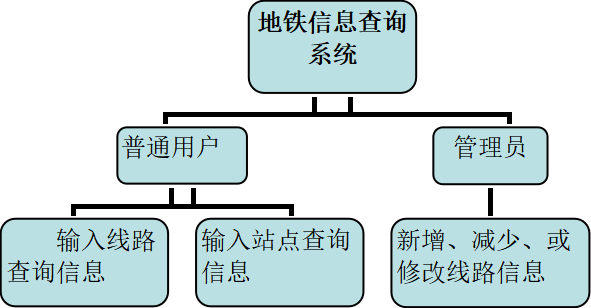 地铁信息查询
系统
普通用户
管理员
输入线路
查询信息
输入站点查询
信息
新增、减少、或
修改线路信息